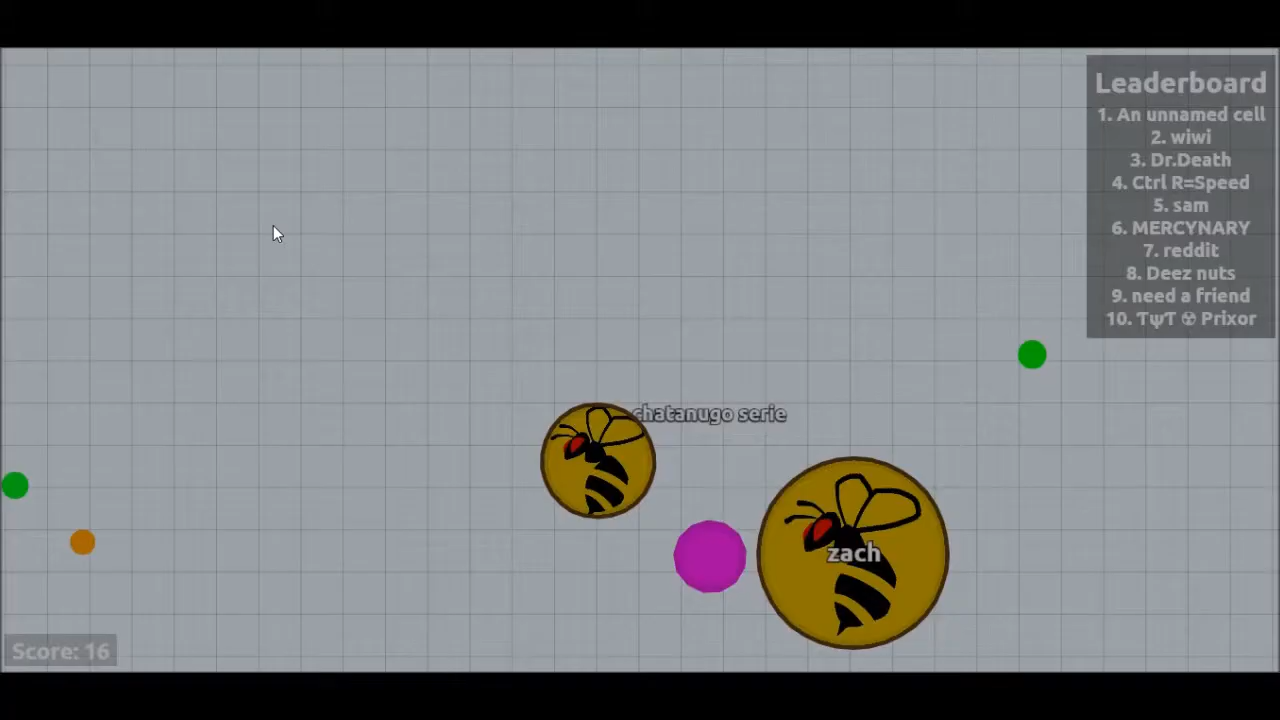 Leaderboard
1. An unnamed cell
2. wiwi
3. Dr.Death
4. Ctrl R=Speed
5. sam
6. MERCYNARY
7. reddit
8. Deez nuts
9. need a friend
10. ƬψƬ ☢ Prixor
chatanugo serie
zach
Score: 16